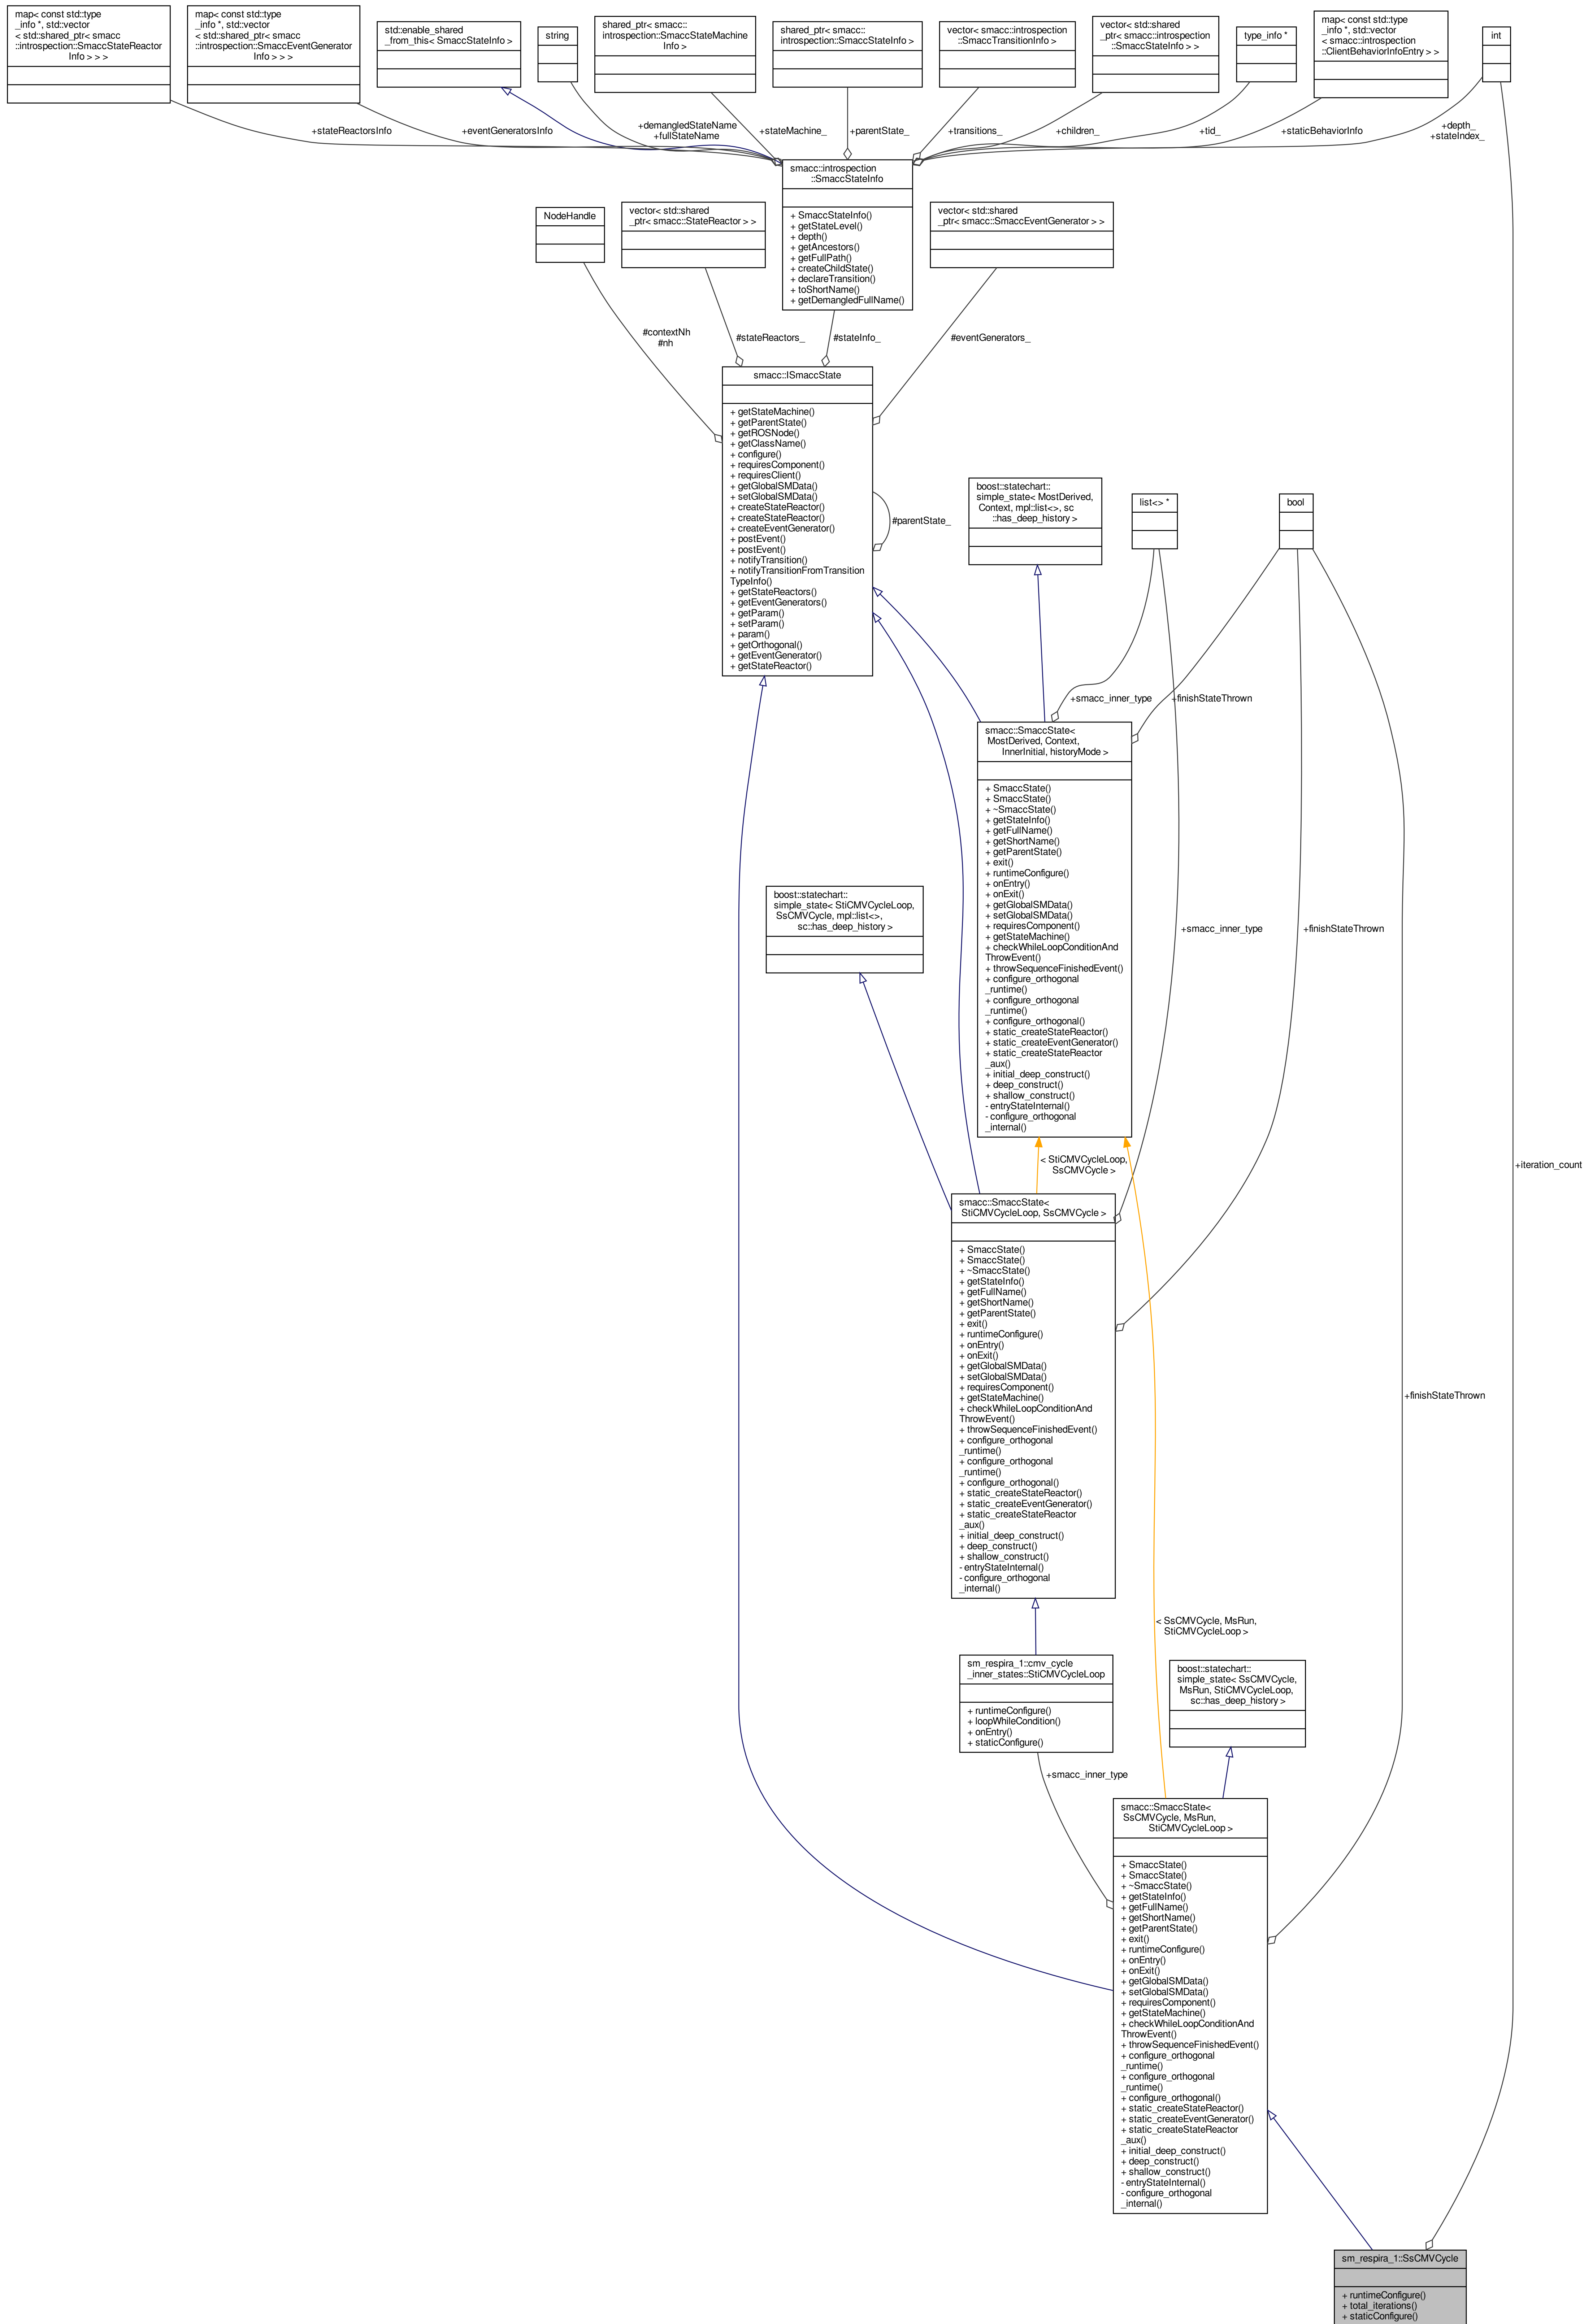 map< const std::type
_info *, std::vector
< std::shared_ptr< smacc
::introspection::SmaccStateReactor
Info > > >
map< const std::type
_info *, std::vector
< std::shared_ptr< smacc
::introspection::SmaccEventGenerator
Info > > >
std::enable_shared
_from_this< SmaccStateInfo >
string
shared_ptr< smacc::
introspection::SmaccStateMachine
Info >
shared_ptr< smacc::
introspection::SmaccStateInfo >
vector< smacc::introspection
::SmaccTransitionInfo >
vector< std::shared
_ptr< smacc::introspection
::SmaccStateInfo > >
type_info *
map< const std::type
_info *, std::vector
< smacc::introspection
::ClientBehaviorInfoEntry > >
int
+stateReactorsInfo
+eventGeneratorsInfo
+demangledStateName
+fullStateName
+stateMachine_
+parentState_
+transitions_
+children_
+tid_
+staticBehaviorInfo
+depth_
+stateIndex_
smacc::introspection
::SmaccStateInfo
+ SmaccStateInfo()
+ getStateLevel()
+ depth()
+ getAncestors()
+ getFullPath()
+ createChildState()
+ declareTransition()
+ toShortName()
+ getDemangledFullName()
NodeHandle
vector< std::shared
_ptr< smacc::StateReactor > >
vector< std::shared
_ptr< smacc::SmaccEventGenerator > >
#contextNh
#nh
#stateReactors_
#stateInfo_
#eventGenerators_
smacc::ISmaccState
+ getStateMachine()
+ getParentState()
+ getROSNode()
+ getClassName()
+ configure()
+ requiresComponent()
+ requiresClient()
+ getGlobalSMData()
+ setGlobalSMData()
+ createStateReactor()
+ createStateReactor()
+ createEventGenerator()
+ postEvent()
+ postEvent()
+ notifyTransition()
+ notifyTransitionFromTransition
TypeInfo()
+ getStateReactors()
+ getEventGenerators()
+ getParam()
+ setParam()
+ param()
+ getOrthogonal()
+ getEventGenerator()
+ getStateReactor()
#parentState_
boost::statechart::
simple_state< MostDerived,
Context, mpl::list<>, sc
::has_deep_history >
list<> *
bool
+smacc_inner_type
+finishStateThrown
smacc::SmaccState<
MostDerived, Context,
InnerInitial, historyMode >
+ SmaccState()
+ SmaccState()
+ ~SmaccState()
+ getStateInfo()
+ getFullName()
+ getShortName()
+ getParentState()
+ exit()
+ runtimeConfigure()
+ onEntry()
+ onExit()
+ getGlobalSMData()
+ setGlobalSMData()
+ requiresComponent()
+ getStateMachine()
+ checkWhileLoopConditionAnd
ThrowEvent()
+ throwSequenceFinishedEvent()
+ configure_orthogonal
_runtime()
+ configure_orthogonal
_runtime()
+ configure_orthogonal()
+ static_createStateReactor()
+ static_createEventGenerator()
+ static_createStateReactor
_aux()
+ initial_deep_construct()
+ deep_construct()
+ shallow_construct()
- entryStateInternal()
- configure_orthogonal
_internal()
boost::statechart::
simple_state< StiCMVCycleLoop,
SsCMVCycle, mpl::list<>,
sc::has_deep_history >
+smacc_inner_type
+finishStateThrown
< StiCMVCycleLoop,
SsCMVCycle >
+iteration_count
smacc::SmaccState<
StiCMVCycleLoop, SsCMVCycle >
+ SmaccState()
+ SmaccState()
+ ~SmaccState()
+ getStateInfo()
+ getFullName()
+ getShortName()
+ getParentState()
+ exit()
+ runtimeConfigure()
+ onEntry()
+ onExit()
+ getGlobalSMData()
+ setGlobalSMData()
+ requiresComponent()
+ getStateMachine()
+ checkWhileLoopConditionAnd
ThrowEvent()
+ throwSequenceFinishedEvent()
+ configure_orthogonal
_runtime()
+ configure_orthogonal
_runtime()
+ configure_orthogonal()
+ static_createStateReactor()
+ static_createEventGenerator()
+ static_createStateReactor
_aux()
+ initial_deep_construct()
+ deep_construct()
+ shallow_construct()
- entryStateInternal()
- configure_orthogonal
_internal()
+finishStateThrown
< SsCMVCycle, MsRun,
StiCMVCycleLoop >
sm_respira_1::cmv_cycle
_inner_states::StiCMVCycleLoop
+ runtimeConfigure()
+ loopWhileCondition()
+ onEntry()
+ staticConfigure()
boost::statechart::
simple_state< SsCMVCycle,
MsRun, StiCMVCycleLoop,
sc::has_deep_history >
+smacc_inner_type
smacc::SmaccState<
SsCMVCycle, MsRun,
StiCMVCycleLoop >
+ SmaccState()
+ SmaccState()
+ ~SmaccState()
+ getStateInfo()
+ getFullName()
+ getShortName()
+ getParentState()
+ exit()
+ runtimeConfigure()
+ onEntry()
+ onExit()
+ getGlobalSMData()
+ setGlobalSMData()
+ requiresComponent()
+ getStateMachine()
+ checkWhileLoopConditionAnd
ThrowEvent()
+ throwSequenceFinishedEvent()
+ configure_orthogonal
_runtime()
+ configure_orthogonal
_runtime()
+ configure_orthogonal()
+ static_createStateReactor()
+ static_createEventGenerator()
+ static_createStateReactor
_aux()
+ initial_deep_construct()
+ deep_construct()
+ shallow_construct()
- entryStateInternal()
- configure_orthogonal
_internal()
sm_respira_1::SsCMVCycle
+ runtimeConfigure()
+ total_iterations()
+ staticConfigure()